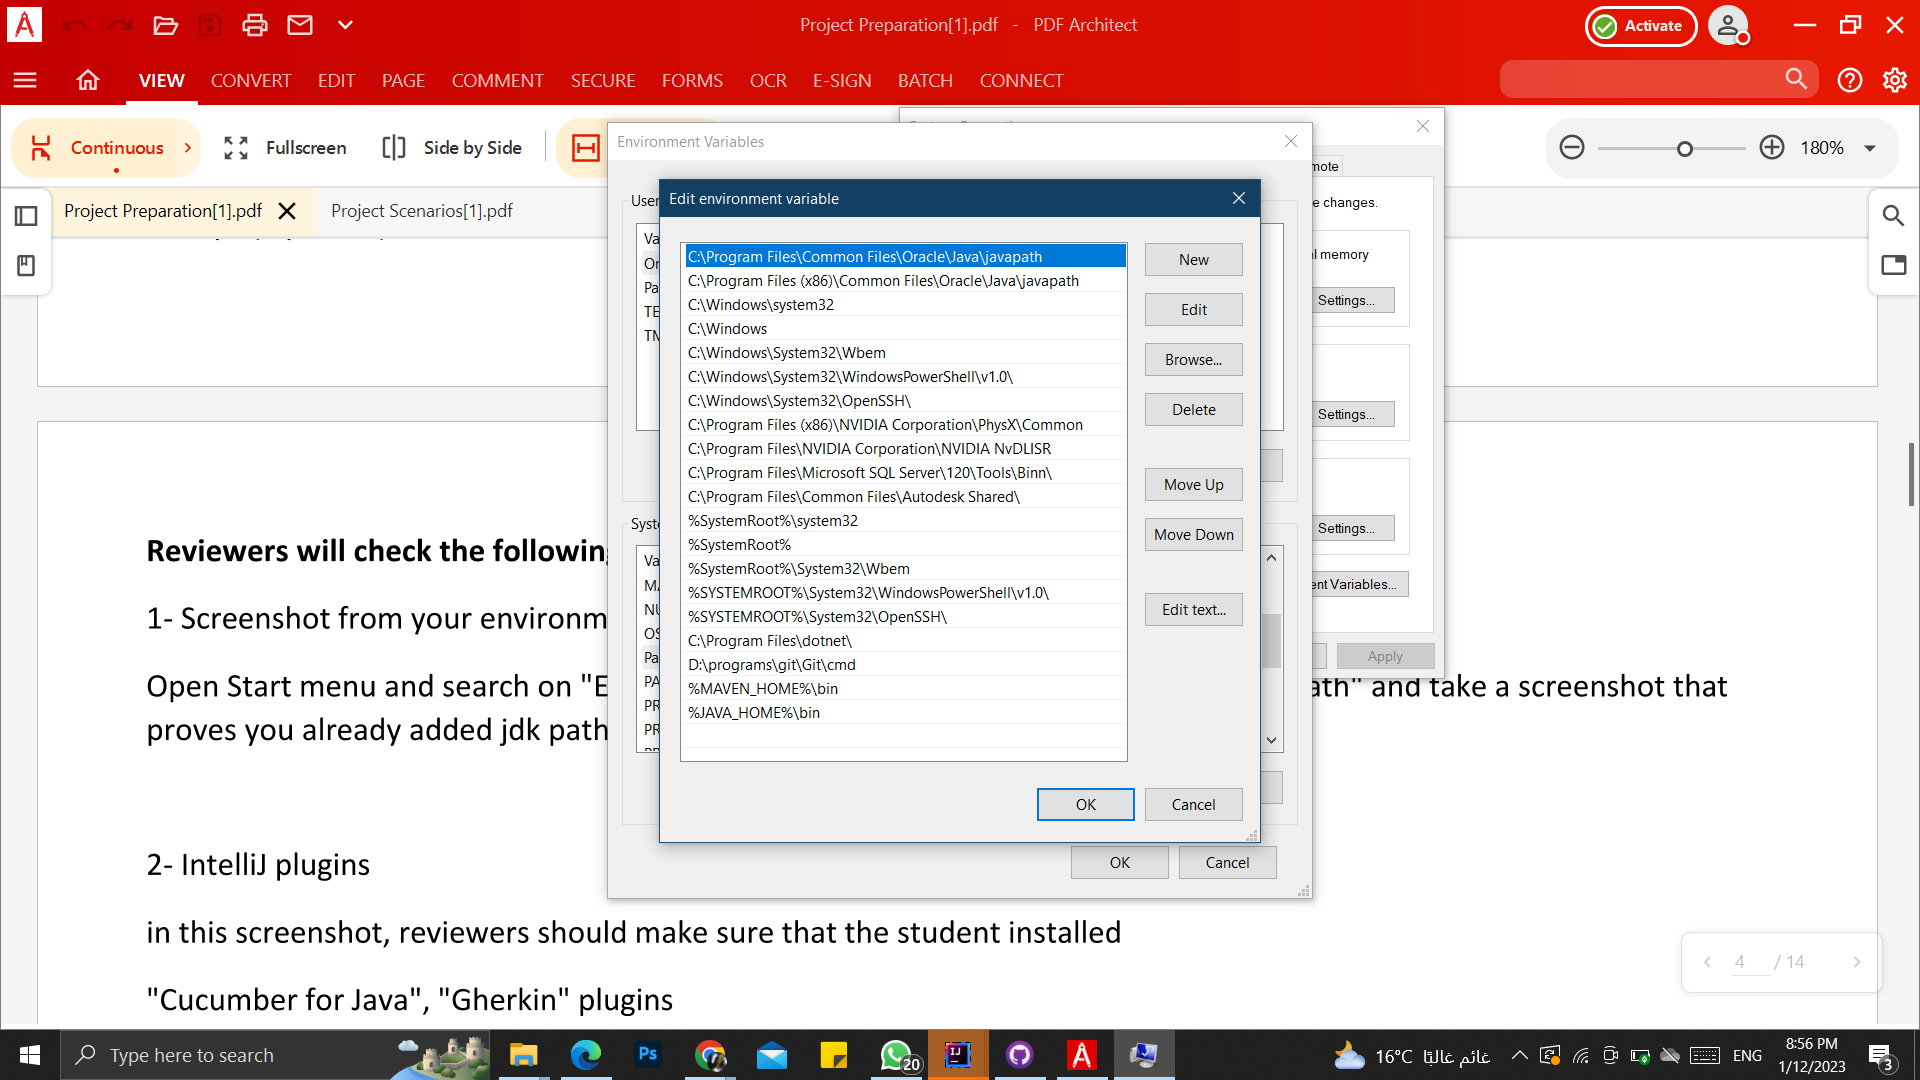 Project Preparation[1].pdf - PDF Architect
Activate
VIEW CONVERT EDIT PAGE COMMENT SECURE FORMS OCR E-SIGN BATCH CONNECT
Continuous
Fullscreen
Side by Side
180%
Project Preparation[1].pdf
Project Scenarios[1].pdf
Environment Variables
Edit environment variable
User
Va
Or
Pa
TE
TM
C:\Program Files\Common Files\Oracle\Java\javapath
C:\Program Files (x86)\Common Files\Oracle\Java\javapath
C:\Windows\system32
C:\Windows
C:\Windows\System32\Wbem
C:\Windows\System32\WindowsPowerShell\v1.0\
C:\Windows\System32\OpenSSH\
C:\Program Files (x86)\NVIDIA Corporation\PhysX\Common
C:\Program Files\NVIDIA Corporation\NVIDIA NvDLISR
C:\Program Files\Microsoft SQL Server\120\Tools\Binn\
C:\Program Files\Common Files\Autodesk Shared\
%SystemRoot%\system32
%SystemRoot%
%SystemRoot%\System32\Wbem
%SYSTEMROOT%\System32\WindowsPowerShell\v1.0\
%SYSTEMROOT%\System32\OpenSSH\
C:\Program Files\dotnet\
D:\programs\git\Git\cmd
%MAVEN_HOME%\bin
%JAVA_HOME%\bin
New
Edit
Browse...
Delete
Move Up
Move Down
Edit text...
OK
Cancel
Syste
Va
MA
NU
OS
Pa
PA
PR
PR
OK
Cancel
mote
e changes.
l memory
Settings...
Settings...
Settings...
ent Variables...
Apply
Reviewers will check the following
1- Screenshot from your environm
Open Start menu and search on "E
ath" and take a screenshot that
proves you already added jdk path
2- IntelliJ plugins
in this screenshot, reviewers should make sure that the student installed
"Cucumber for Java", "Gherkin" plugins
4 / 14
Type here to search
Ps
20
IJ
16°C غائم غالبًا
ENG
8:56 PM
1/12/2023
3